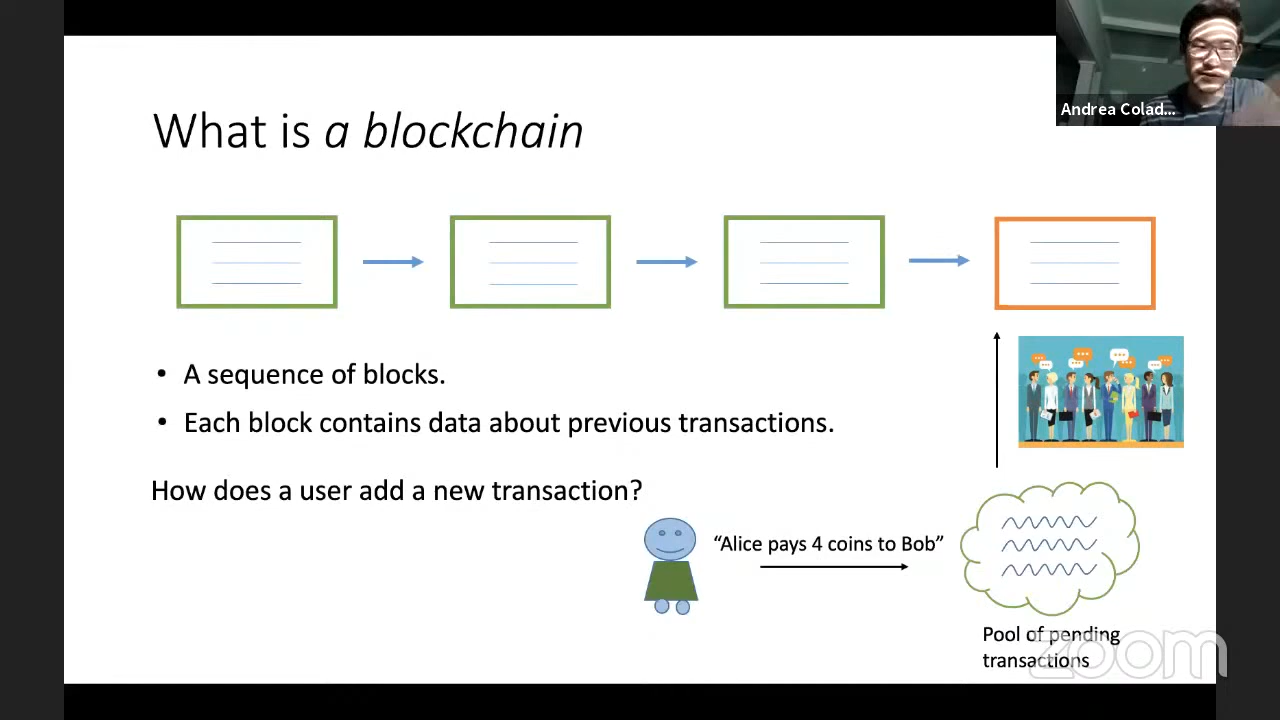 Andrea Colad...
What is a blockchain
A sequence of blocks.
Each block contains data about previous transactions.
How does a user add a new transaction?
“Alice pays 4 coins to Bob”
Pool of pending
transactions
zoom